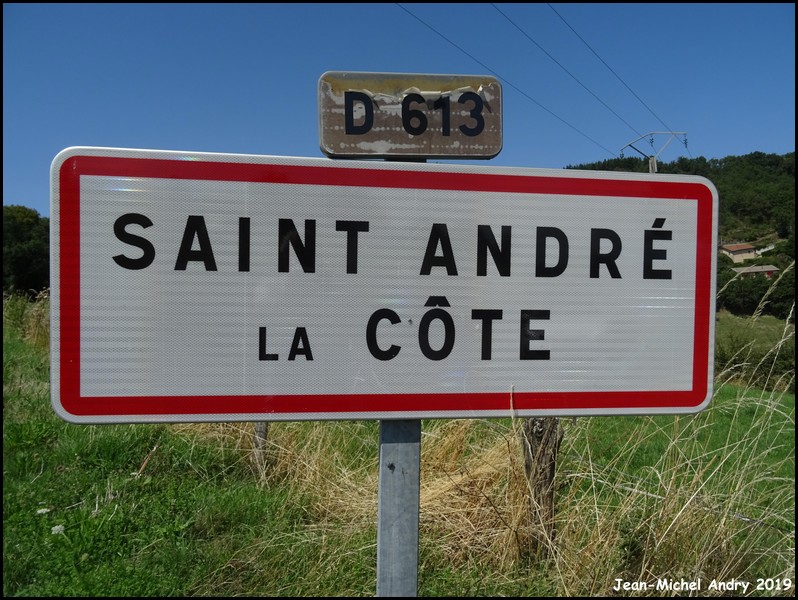 D 613
SAINT ANDRÉ
LA CÔTE
Jean-Michel Andry 2019